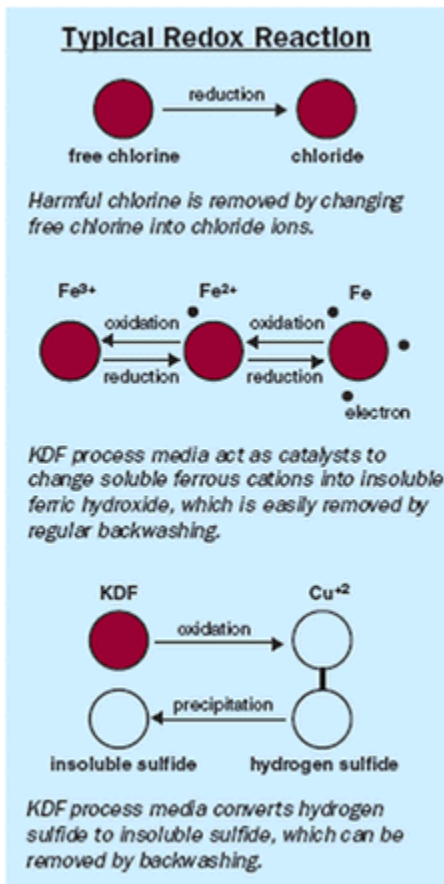 Typical Redox Reaction
reduction
free chlorine chloride
Harmful chlorine is removed by changing
free chlorine into chloride ions.
Fe³⁺ Fe²⁺ Fe
oxidation oxidation
reduction reduction
electron
KDF process media act as catalysts to
change soluble ferrous cations into insoluble
ferric hydroxide, which is easily removed by
regular backwashing.
KDF Cu⁺²
oxidation
precipitation
insoluble sulfide hydrogen sulfide
KDF process media converts hydrogen
sulfide to insoluble sulfide, which can be
removed by backwashing.